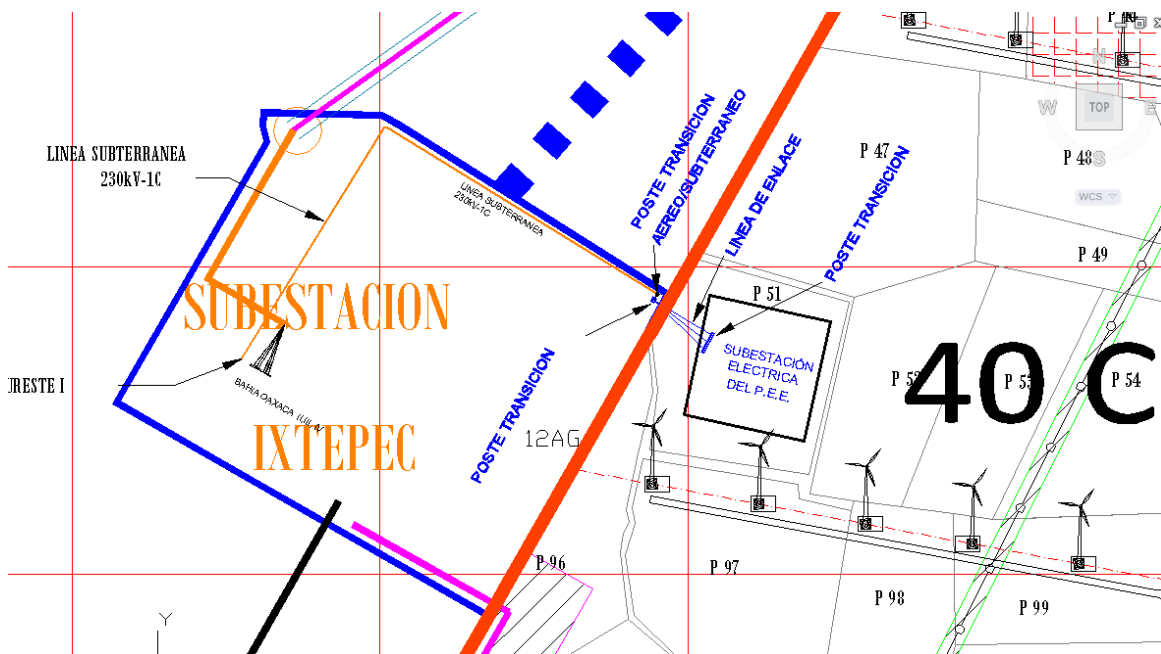 LINEA SUBTERRANEA
230kV-1C
LINEA SUBTERRANEA
230kV-1C
POSTE TRANSICION
AEREO/SUBTERRANEO
LINEA DE ENLACE
POSTE TRANSICION
N
W
TOP
E
S
WCS
P 47
P 48
P 49
P 51
SUBESTACION
IXTEPEC
URESTE I
BAHIA OAXACA
POSTE TRANSICION
12AG
SUBESTACIÓN
ELECTRICA
DEL P.E.E.
P 52
40 C
P 53
P 54
P 96
P 97
P 98
P 99
Y